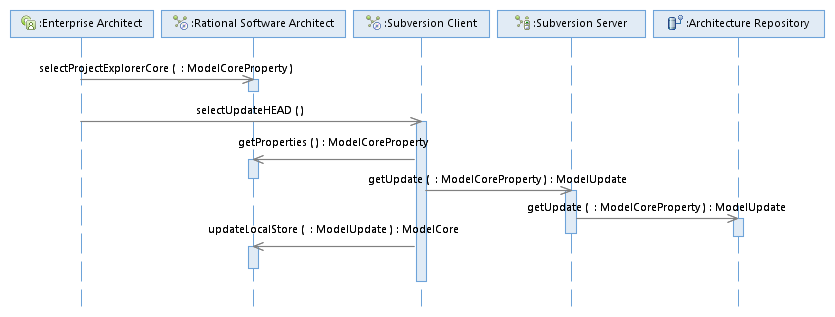 :Enterprise Architect
:Rational Software Architect
:Subversion Client
:Subversion Server
:Architecture Repository
selectProjectExplorerCore ( : ModelCoreProperty )
selectUpdateHEAD ( )
getProperties ( ) : ModelCoreProperty
getUpdate ( : ModelCoreProperty ) : ModelUpdate
getUpdate ( : ModelCoreProperty ) : ModelUpdate
updateLocalStore ( : ModelUpdate ) : ModelCore